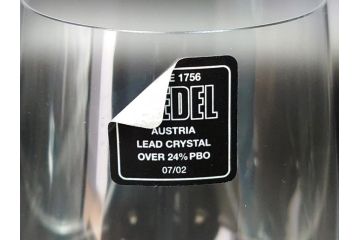 E 1756
EDEL
AUSTRIA
LEAD CRYSTAL
OVER 24% PBO
07/02